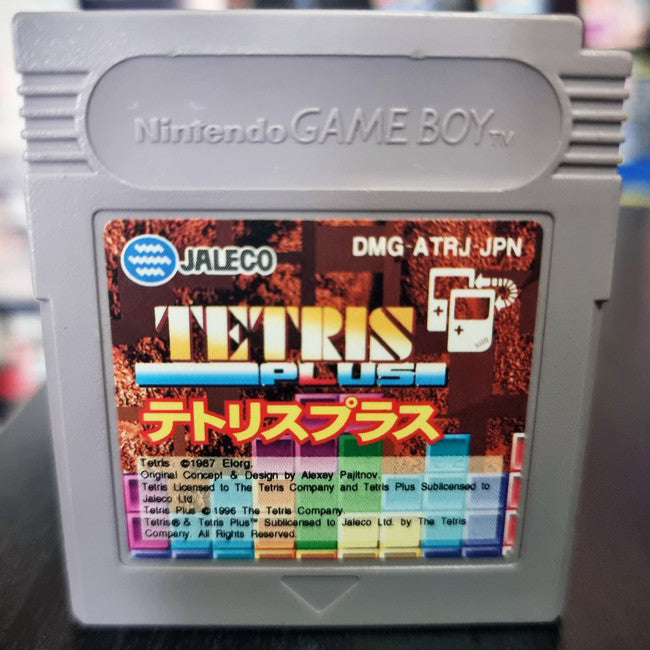 Nintendo GAME BOY TM
JALECO
DMG-ATRJ-JPN
TETRIS
PLUS
テトリスプラス
Tetris ©1987 Elorg.
Original Concept & Design by Alexey Pajitnov.
Tetris Licensed to The Tetris Company and Tetris Plus Sublicensed to
Jaleco Ltd.
Tetris Plus ©1996 The Tetris Company.
Tetris® & Tetris Plus™ Sublicensed to Jaleco Ltd. by The Tetris
Company. All Rights Reserved.